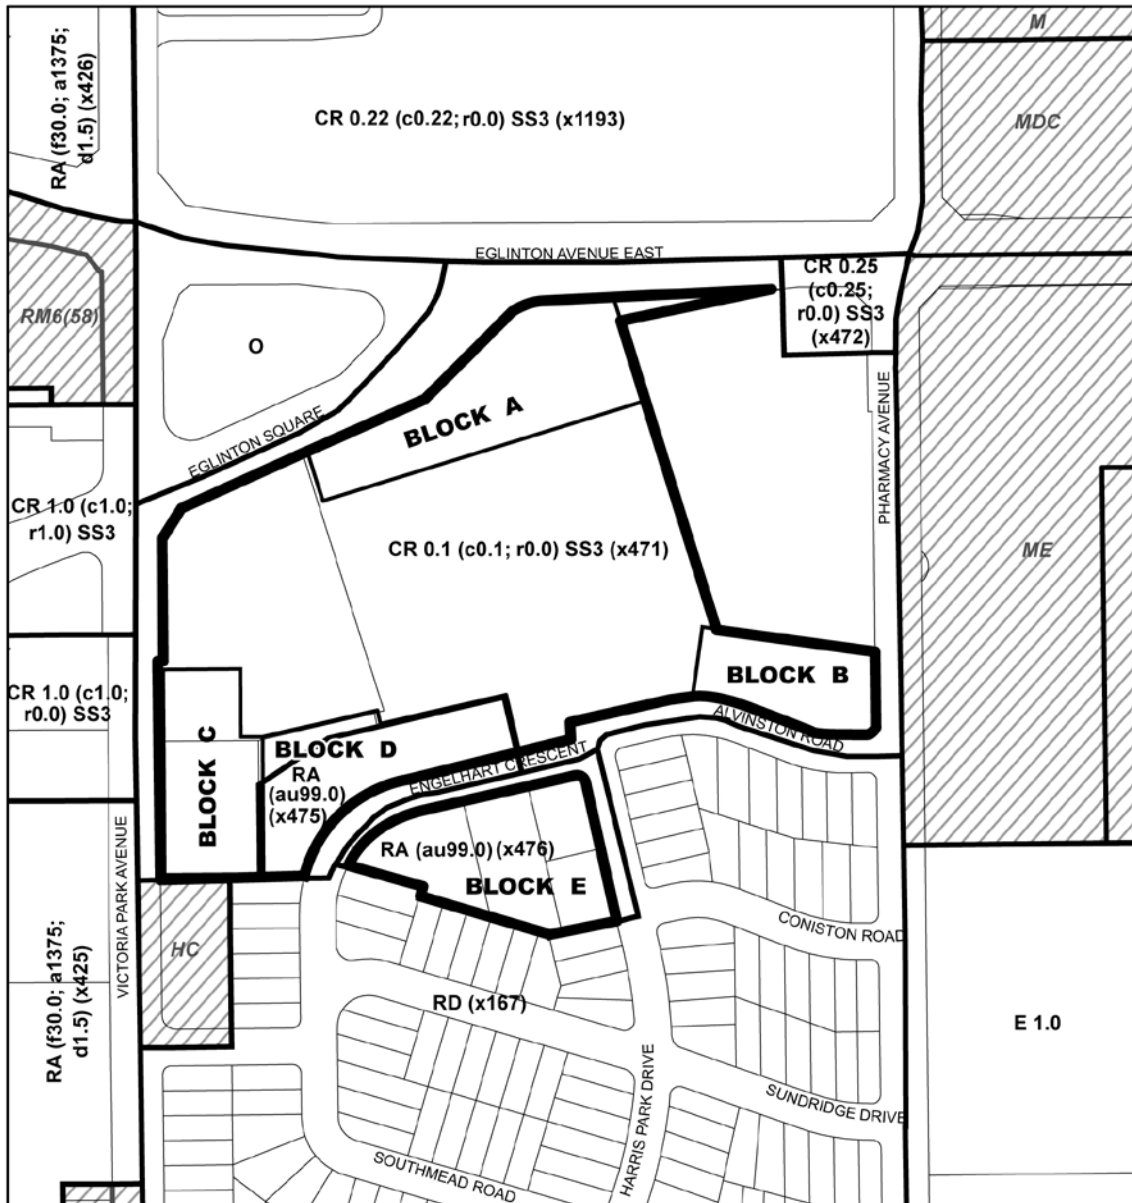 M
RA (f30.0; a1375;
d1.5) (x426)
CR 0.22 (c0.22; r0.0) SS3 (x1193)
MDC
EGLINTON AVENUE EAST
CR 0.25
(c0.25;
r0.0) SS3
(x472)
RM6(58)
O
BLOCK A
EGLINTON SQUARE
PHARMACY AVENUE
CR 1.0 (c1.0;
r1.0) SS3
CR 0.1 (c0.1; r0.0) SS3 (x471)
ME
BLOCK B
CR 1.0 (c1.0;
r0.0) SS3
ALVINSTON ROAD
BLOCK C
BLOCK D
RA
(au99.0)
(x475)
ENGELHART CRESCENT
RA (au99.0) (x476)
BLOCK E
VICTORIA PARK AVENUE
CONISTON ROAD
HC
RA (f30.0; a1375;
d1.5) (x425)
RD (x167)
E 1.0
HARRIS PARK DRIVE
SUNDRIDGE DRIVE
SOUTHMEAD ROAD